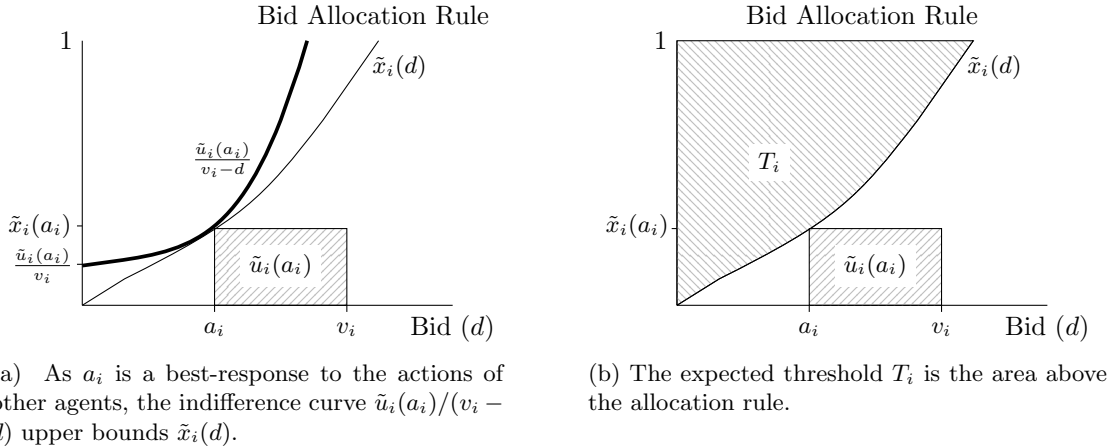 Bid Allocation Rule
1
x̃ᵢ(d)
ũᵢ(aᵢ)/(vᵢ−d)
x̃ᵢ(aᵢ)
ũᵢ(aᵢ)/vᵢ
ũᵢ(aᵢ)
aᵢ
vᵢ
Bid (d)
a) As aᵢ is a best-response to the actions of
other agents, the indifference curve ũᵢ(aᵢ)/(vᵢ −
d) upper bounds x̃ᵢ(d).
Bid Allocation Rule
1
x̃ᵢ(d)
Tᵢ
x̃ᵢ(aᵢ)
ũᵢ(aᵢ)
aᵢ
vᵢ
Bid (d)
(b) The expected threshold Tᵢ is the area above
the allocation rule.